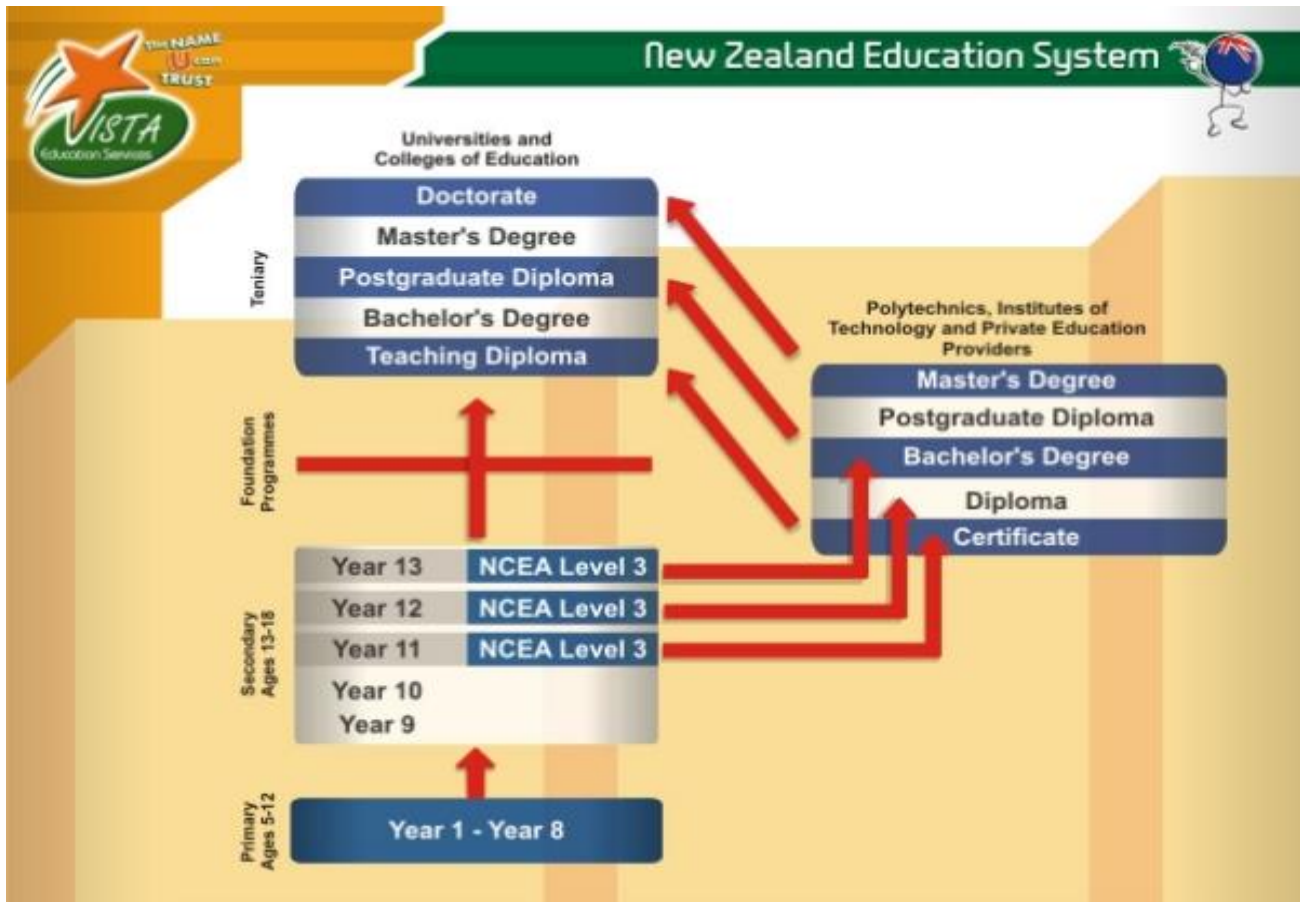 The NAME
U can
TRUST
VISTA
Education Services
New Zealand Education System
Universities and
Colleges of Education
Doctorate
Master's Degree
Postgraduate Diploma
Bachelor's Degree
Teaching Diploma
Teniary
Polytechnics, Institutes of
Technology and Private Education
Providers
Master's Degree
Postgraduate Diploma
Bachelor's Degree
Diploma
Certificate
Foundation
Programmes
Secondary
Ages 13-18
Year 13 NCEA Level 3
Year 12 NCEA Level 3
Year 11 NCEA Level 3
Year 10
Year 9
Primary
Ages 5-12
Year 1 - Year 8